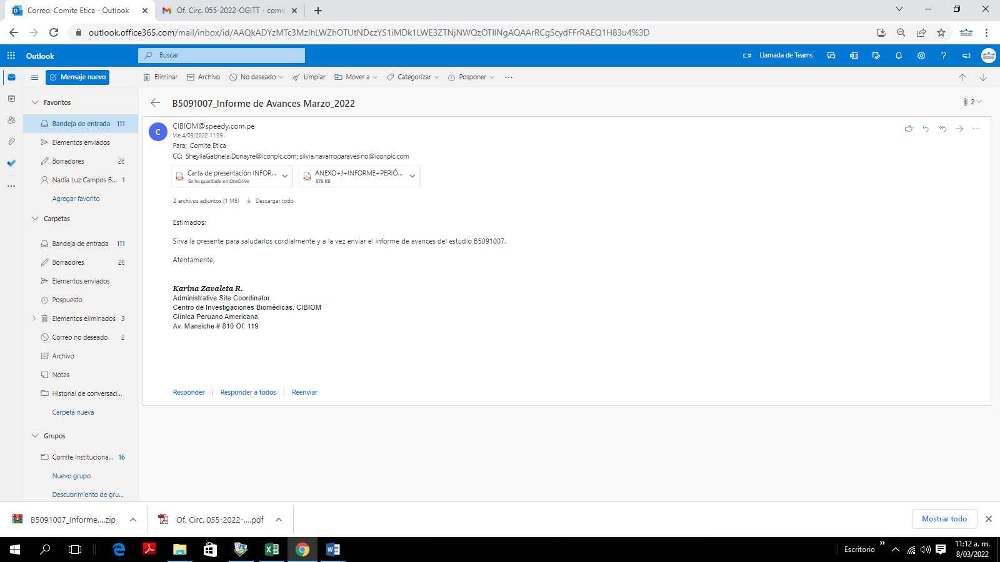 Correo: Comite Etica - Outlook
Of. Circ. 055-2022-OGITT - comit
outlook.office365.com/mail/inbox/id/
Outlook
Buscar
Llamada de Teams
Mensaje nuevo
Eliminar
Archivo
No deseado
Limpiar
Mover a
Categorizar
Posponer
Favoritos
Bandeja de entrada 111
Elementos enviados
Borradores 26
Nadia Luz Campos B... 1
Agregar favorito
Carpetas
Bandeja de entrada 111
Borradores 26
Elementos enviados
Pospuesto
Elementos eliminados 3
Correo no deseado 2
Archivo
Notas
Historial de conversaci...
Carpeta nueva
Grupos
Comite Instituciona... 16
Nuevo grupo
Descubrimiento de gru...
B5091007_Informe de Avances Marzo_2022
2
C
CIBIOM@speedy.com.pe
Vie 4/03/2022 11:39
Para: Comite Etica
CC: SheyllaGabriela.Donayre@iconplc.com; silvia.navarroparavesino@iconplc.com
Carta de presentación INFOR...
Se ha guardado en OneDrive
ANEXO+J+INFORME+PERIÓ...
878 KB
2 archivos adjuntos (1 MB) Descargar todo
Estimados:
Sirva la presente para saludarlos cordialmente y a la vez enviar el informe de avances del estudio B5091007.
Atentamente,
Karina Zavaleta R.
Administrative Site Coordinator
Centro de Investigaciones Biomédicas, CIBIOM
Clínica Peruano Americana
Av. Mansiche # 810 Of. 119
Responder
Responder a todos
Reenviar
B5091007_Informe....zip
Of. Circ. 055-2022-....pdf
Mostrar todo
Escritorio
11:12 a. m.
8/03/2022